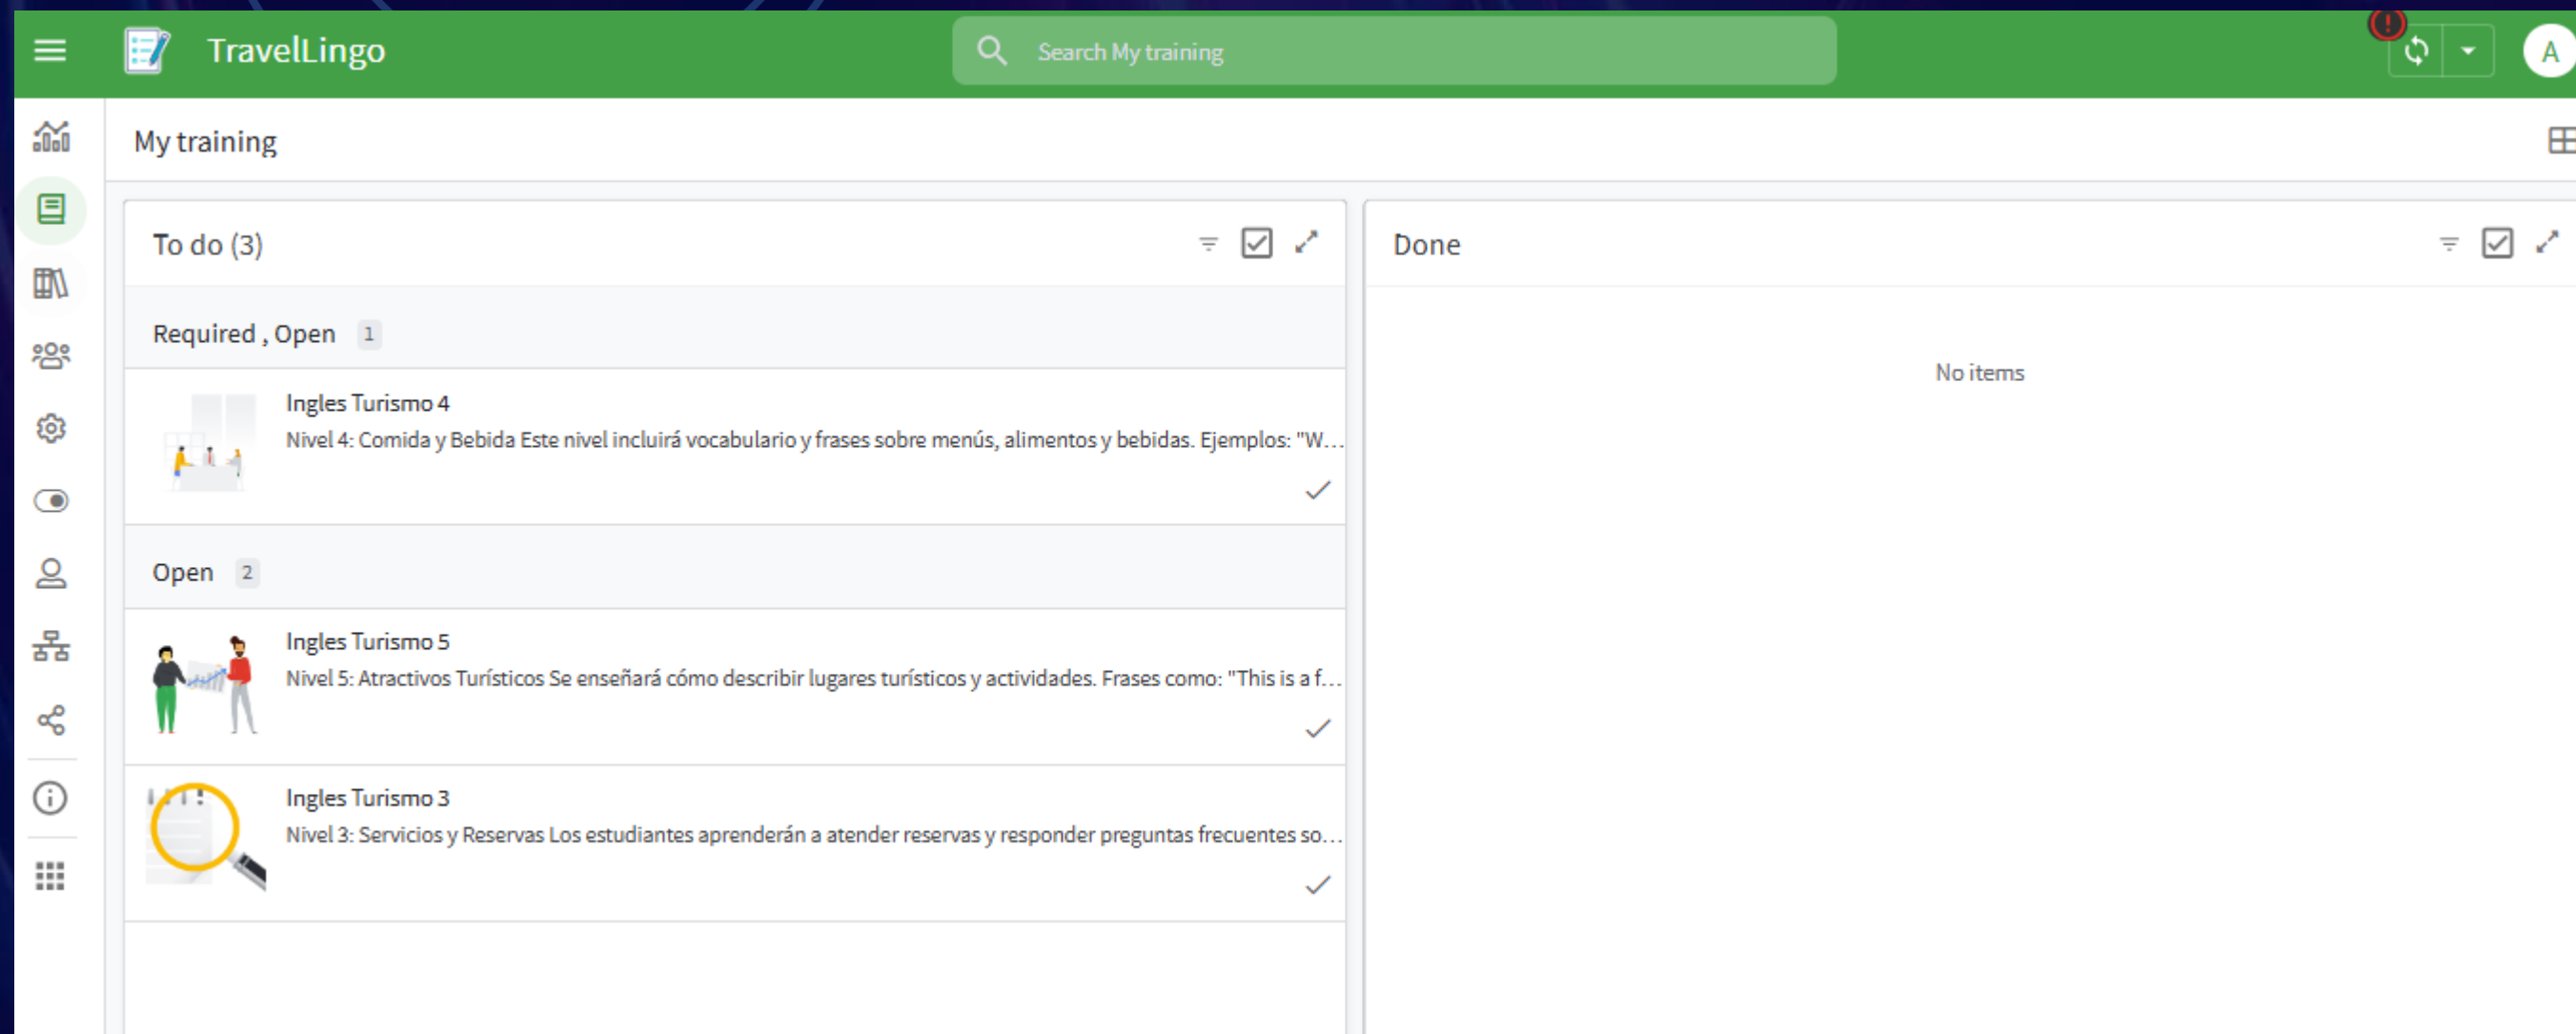 TravelLingo
Search My training
A
My training
To do (3)
Required , Open 1
Ingles Turismo 4
Nivel 4: Comida y Bebida Este nivel incluirá vocabulario y frases sobre menús, alimentos y bebidas. Ejemplos: "W...
Open 2
Ingles Turismo 5
Nivel 5: Atractivos Turísticos Se enseñará cómo describir lugares turísticos y actividades. Frases como: "This is a f...
Ingles Turismo 3
Nivel 3: Servicios y Reservas Los estudiantes aprenderán a atender reservas y responder preguntas frecuentes so...
Done
No items